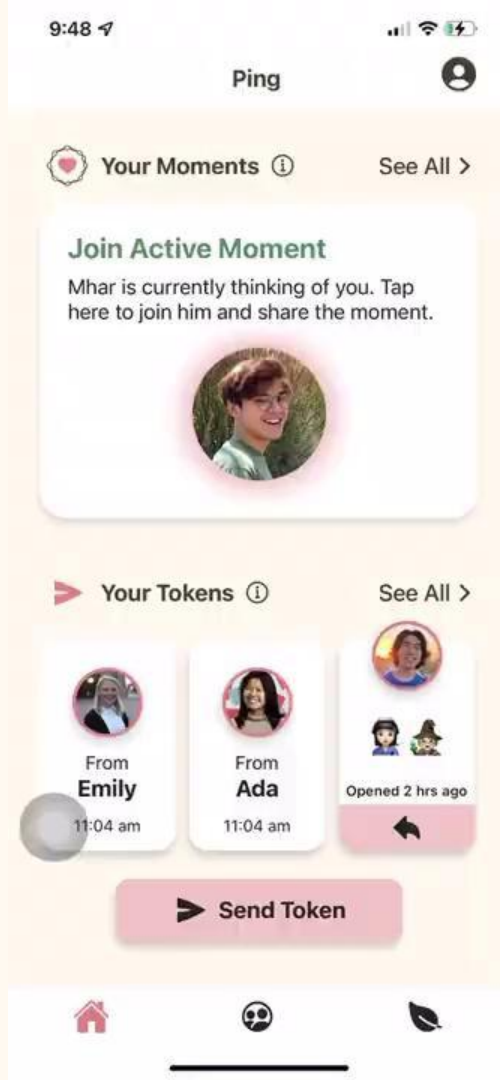 9:48
Ping
Your Moments
See All
Join Active Moment
Mhar is currently thinking of you. Tap
here to join him and share the moment.
Your Tokens
See All
From
Emily
11:04 am
From
Ada
11:04 am
Opened 2 hrs ago
Send Token